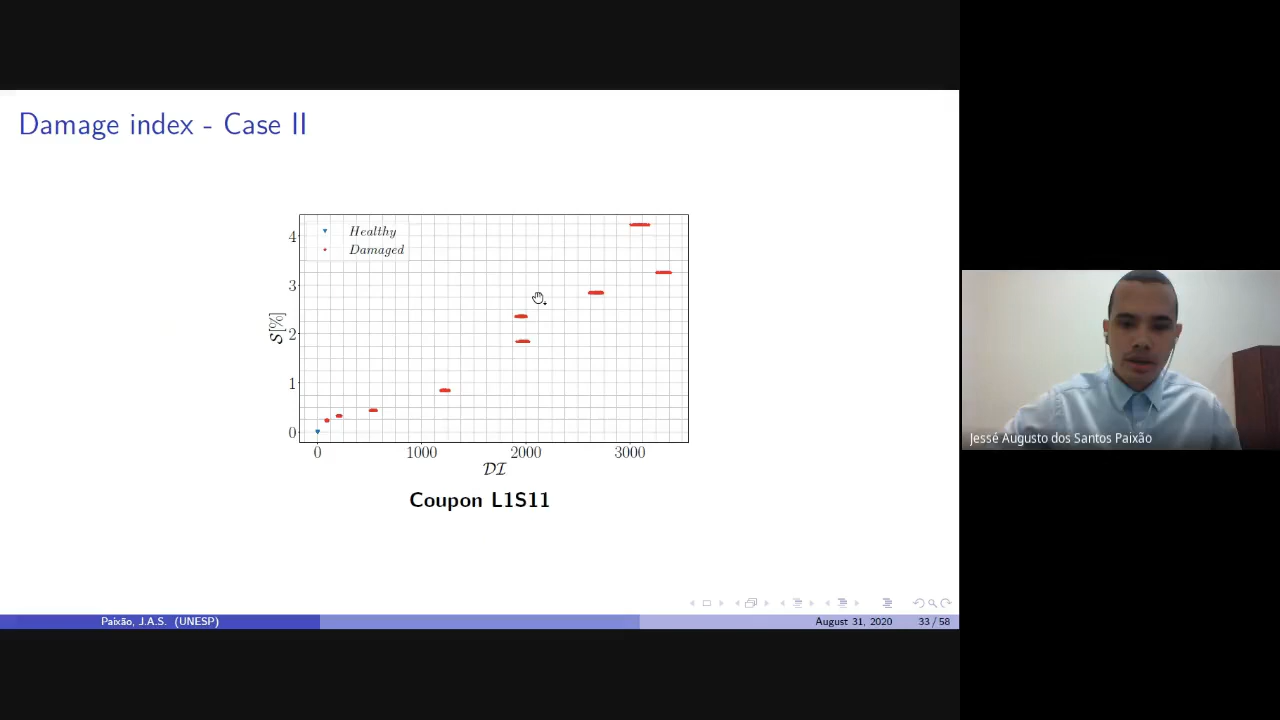 Damage index - Case II
Healthy
Damaged
4
3
2
1
0
S[%]
0 1000 2000 3000
DI
Coupon L1S11
Paixão, J.A.S. (UNESP) August 31, 2020 33 / 58
Jessé Augusto dos Santos Paixão